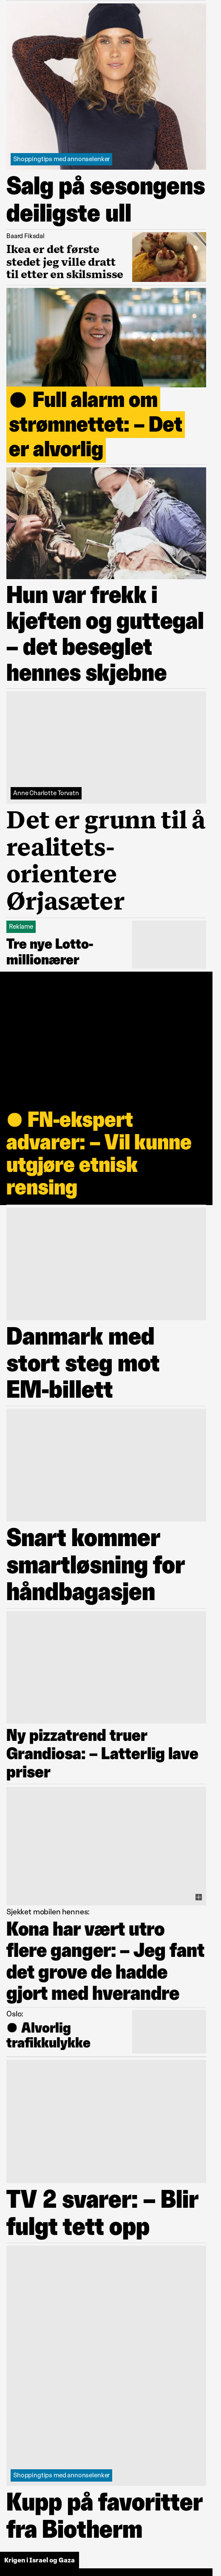 Shoppingtips med annonselenker
Salg på sesongens
deiligste ull
Baard Fiksdal
Ikea er det første
stedet jeg ville dratt
til etter en skilsmisse
● Full alarm om
strømnettet: – Det
er alvorlig
Hun var frekk i
kjeften og guttegal
– det beseglet
hennes skjebne
Anne Charlotte Torvatn
Det er grunn til å
realitets-
orientere
Ørjasæter
Reklame
Tre nye Lotto-
millionærer
● FN-ekspert
advarer: – Vil kunne
utgjøre etnisk
rensing
Danmark med
stort steg mot
EM-billett
Snart kommer
smartløsning for
håndbagasjen
Ny pizzatrend truer
Grandiosa: – Latterlig lave
priser
Sjekket mobilen hennes:
Kona har vært utro
flere ganger: – Jeg fant
det grove de hadde
gjort med hverandre
Oslo:
● Alvorlig
trafikkulykke
TV 2 svarer: – Blir
fulgt tett opp
Shoppingtips med annonselenker
Kupp på favoritter
fra Biotherm
Krigen i Israel og Gaza